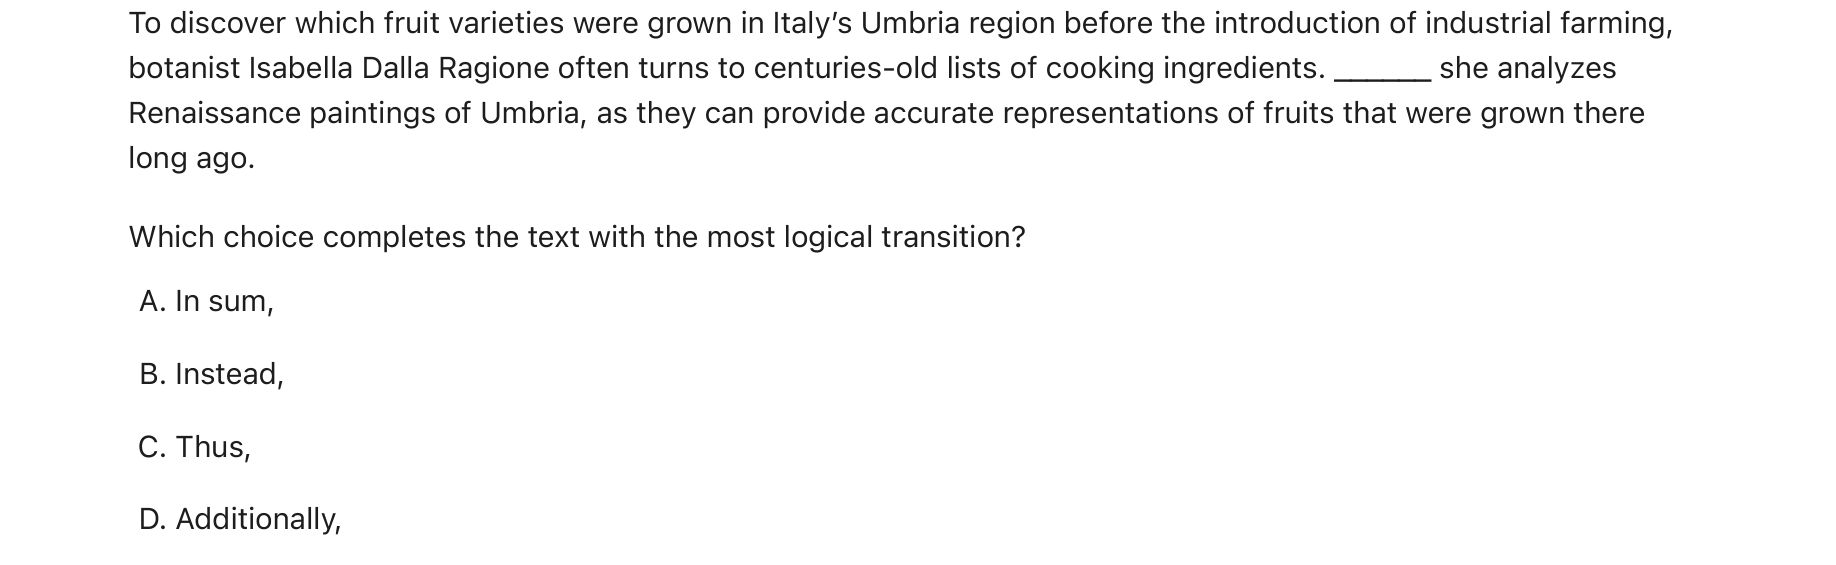 To discover which fruit varieties were grown in Italy’s Umbria region before the introduction of industrial farming,
botanist Isabella Dalla Ragione often turns to centuries-old lists of cooking ingredients. ______ she analyzes
Renaissance paintings of Umbria, as they can provide accurate representations of fruits that were grown there
long ago.
Which choice completes the text with the most logical transition?
A. In sum,
B. Instead,
C. Thus,
D. Additionally,